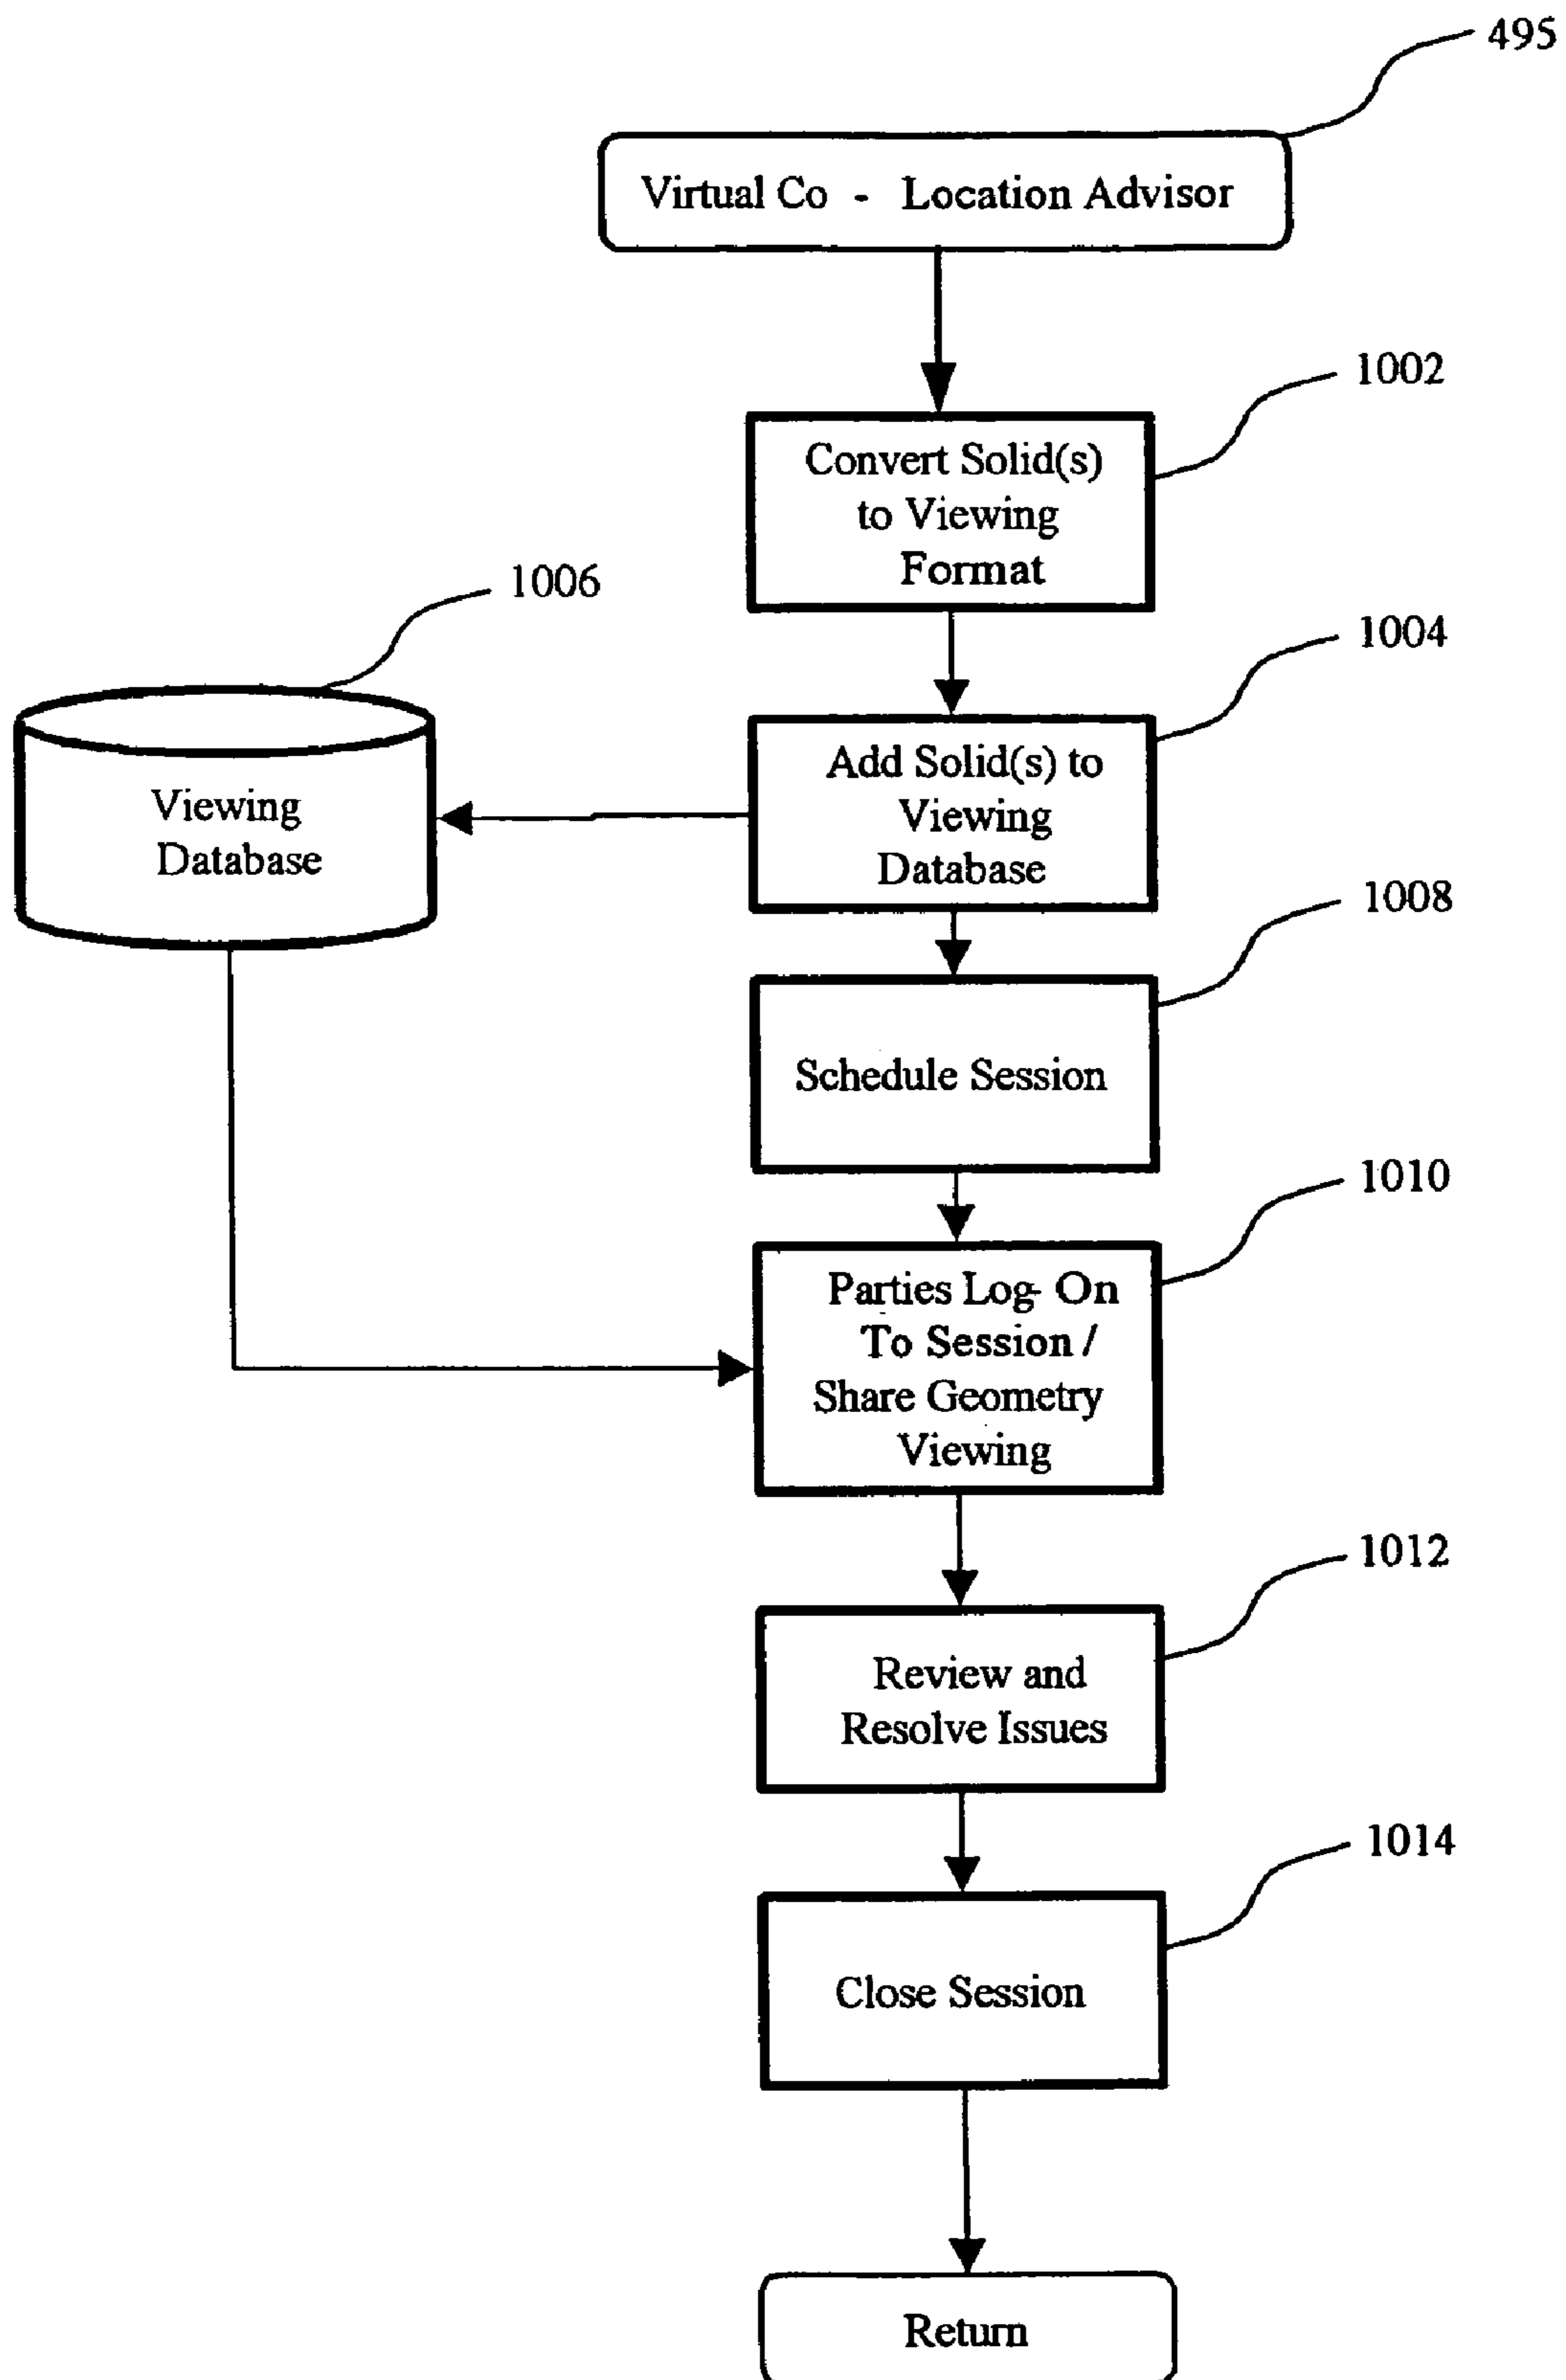 495
Virtual Co - Location Advisor
1002
Convert Solid(s)
to Viewing
Format
1006
1004
Viewing
Database
Add Solid(s) to
Viewing
Database
1008
Schedule Session
1010
Parties Log- On
To Session /
Share Geometry
Viewing
1012
Review and
Resolve Issues
1014
Close Session
Return